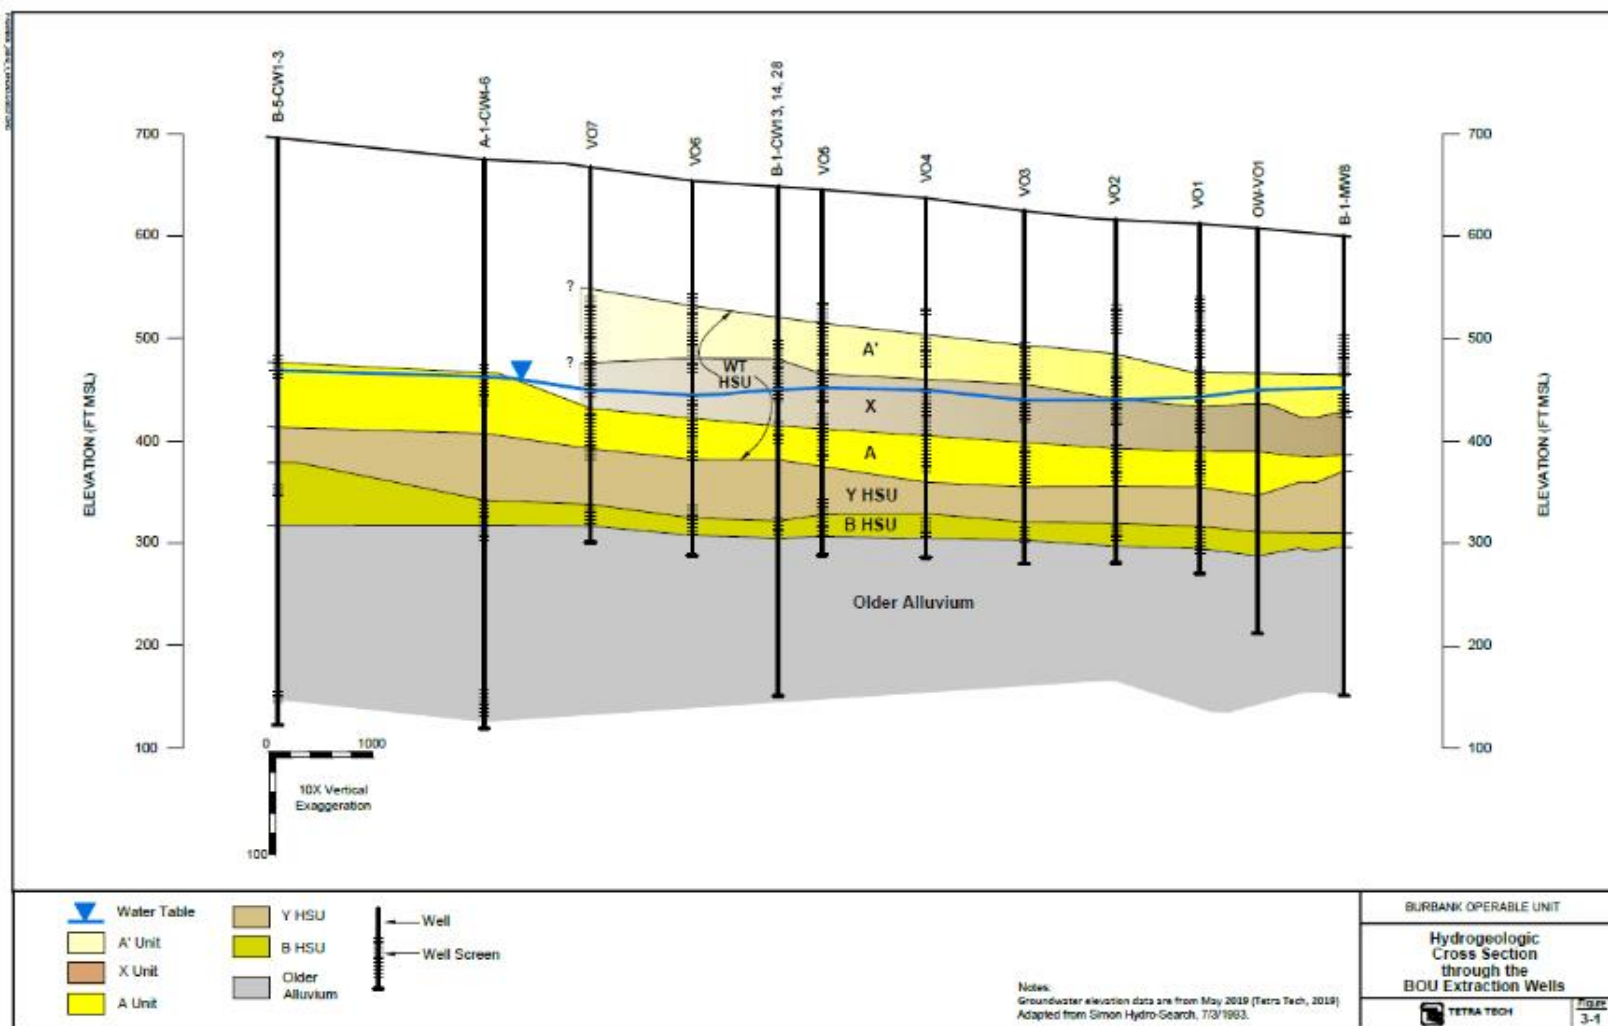 B-5-CW1-3
A-1-CW4-6
VO7
VO6
B-1-CW13, 14, 28
VO5
VO4
VO3
VO2
VO1
OW-VO1
B-1-MW8
700
600
500
400
300
200
100
ELEVATION (FT MSL)
700
600
500
400
300
200
100
ELEVATION (FT MSL)
?
?
A'
WT
HSU
X
A
Y HSU
B HSU
Older Alluvium
0 1000
10X Vertical
Exaggeration
100
Water Table
A' Unit
X Unit
A Unit
Y HSU
B HSU
Older
Alluvium
Well
Well Screen
Notes:
Groundwater elevation data are from May 2019 (Tetra Tech, 2019)
Adapted from Simon Hydro-Search, 7/3/1993.
BURBANK OPERABLE UNIT
Hydrogeologic
Cross Section
through the
BOU Extraction Wells
TETRA TECH
Figure
3-1